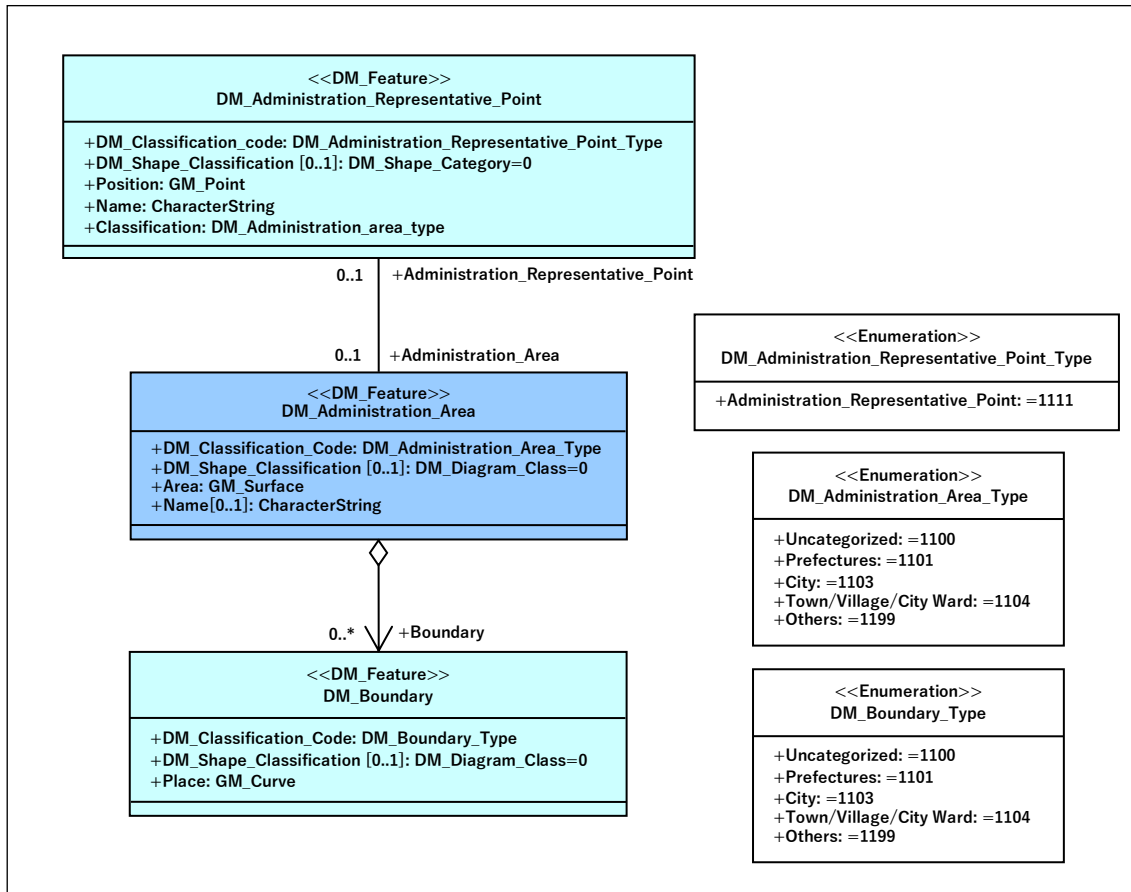 <<DM_Feature>>
DM_Administration_Representative_Point
+DM_Classification_code: DM_Administration_Representative_Point_Type
+DM_Shape_Classification [0..1]: DM_Shape_Category=0
+Position: GM_Point
+Name: CharacterString
+Classification: DM_Administration_area_type
0..1 +Administration_Representative_Point
0..1 +Administration_Area
<<DM_Feature>>
DM_Administration_Area
+DM_Classification_Code: DM_Administration_Area_Type
+DM_Shape_Classification [0..1]: DM_Diagram_Class=0
+Area: GM_Surface
+Name[0..1]: CharacterString
0..* +Boundary
<<DM_Feature>>
DM_Boundary
+DM_Classification_Code: DM_Boundary_Type
+DM_Shape_Classification [0..1]: DM_Diagram_Class=0
+Place: GM_Curve
<<Enumeration>>
DM_Administration_Representative_Point_Type
+Administration_Representative_Point: =1111
<<Enumeration>>
DM_Administration_Area_Type
+Uncategorized: =1100
+Prefectures: =1101
+City: =1103
+Town/Village/City Ward: =1104
+Others: =1199
<<Enumeration>>
DM_Boundary_Type
+Uncategorized: =1100
+Prefectures: =1101
+City: =1103
+Town/Village/City Ward: =1104
+Others: =1199